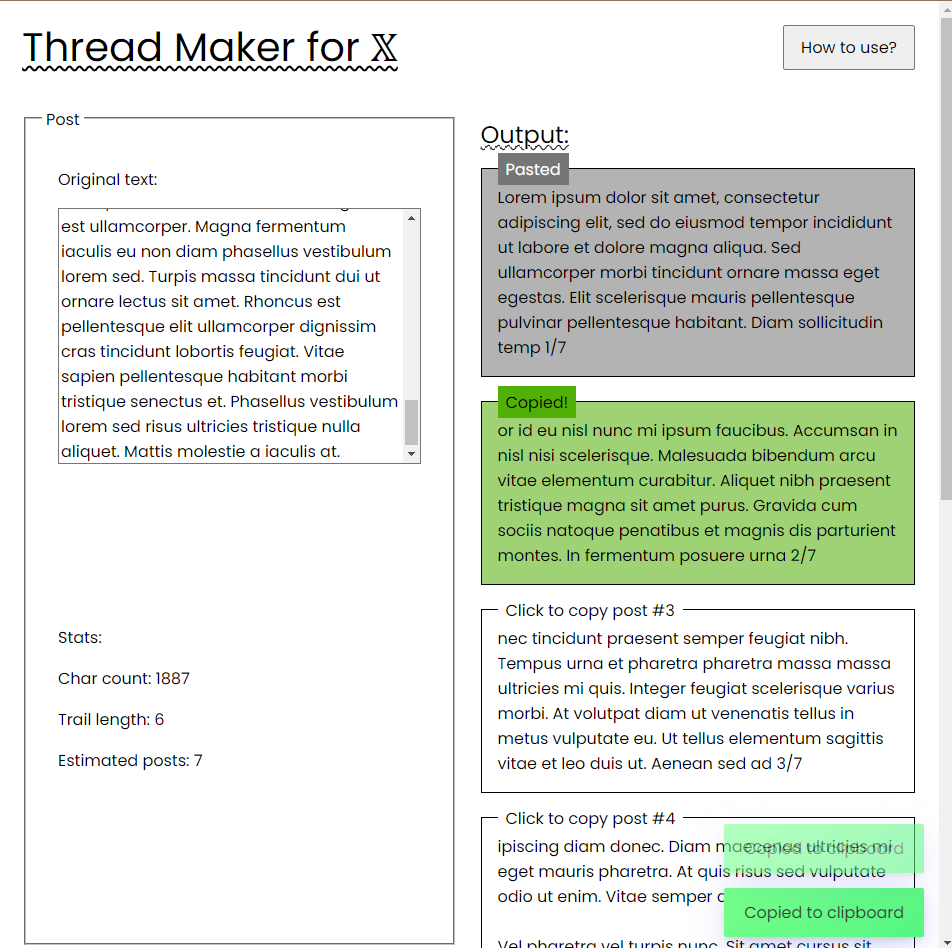 Thread Maker for 𝕏
How to use?
Post
Original text:
est ullamcorper. Magna fermentum
iaculis eu non diam phasellus vestibulum
lorem sed. Turpis massa tincidunt dui ut
ornare lectus sit amet. Rhoncus est
pellentesque elit ullamcorper dignissim
cras tincidunt lobortis feugiat. Vitae
sapien pellentesque habitant morbi
tristique senectus et. Phasellus vestibulum
lorem sed risus ultricies tristique nulla
aliquet. Mattis molestie a iaculis at.
Stats:
Char count: 1887
Trail length: 6
Estimated posts: 7
Output:
Pasted
Lorem ipsum dolor sit amet, consectetur
adipiscing elit, sed do eiusmod tempor incididunt
ut labore et dolore magna aliqua. Sed
ullamcorper morbi tincidunt ornare massa eget
egestas. Elit scelerisque mauris pellentesque
pulvinar pellentesque habitant. Diam sollicitudin
temp 1/7
Copied!
or id eu nisl nunc mi ipsum faucibus. Accumsan in
nisl nisi scelerisque. Malesuada bibendum arcu
vitae elementum curabitur. Aliquet nibh praesent
tristique magna sit amet purus. Gravida cum
sociis natoque penatibus et magnis dis parturient
montes. In fermentum posuere urna 2/7
Click to copy post #3
nec tincidunt praesent semper feugiat nibh.
Tempus urna et pharetra pharetra massa massa
ultricies mi quis. Integer feugiat scelerisque varius
morbi. At volutpat diam ut venenatis tellus in
metus vulputate eu. Ut tellus elementum sagittis
vitae et leo duis ut. Aenean sed ad 3/7
Click to copy post #4
ipiscing diam donec. Diam maecenas ultricies mi
eget mauris pharetra. At quis risus sed vulputate
odio ut enim. Vitae semper
Vel pharetra vel turpis nunc. Sit amet cursus sit
Copied to clipboard
Copied to clipboard